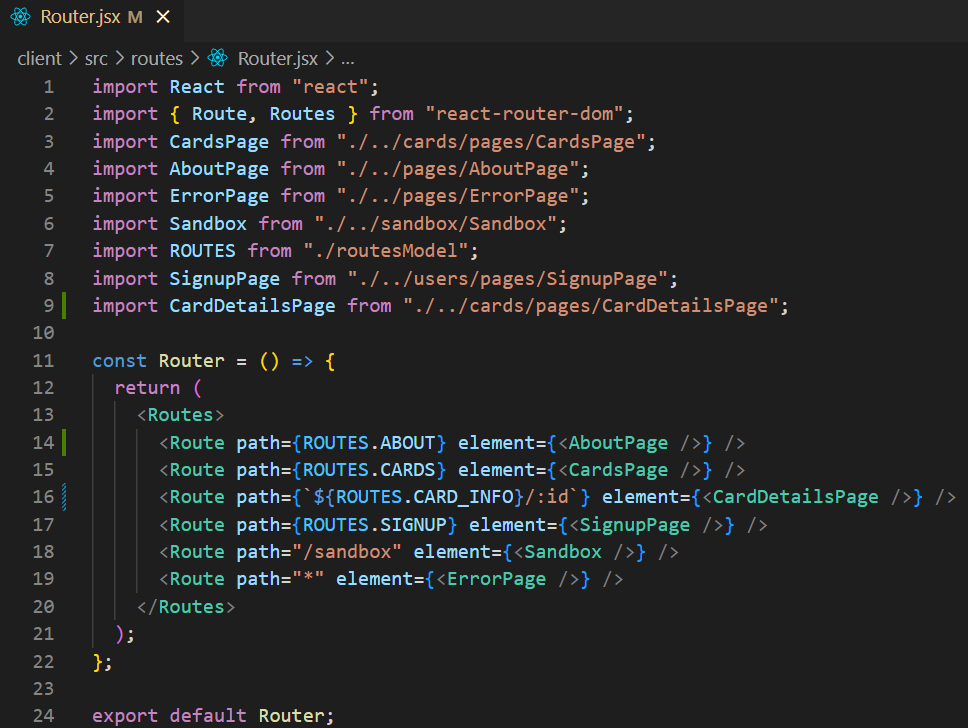 Router.jsx M
client > src > routes > Router.jsx > ...
1 import React from "react";
2 import { Route, Routes } from "react-router-dom";
3 import CardsPage from "./../cards/pages/CardsPage";
4 import AboutPage from "./../pages/AboutPage";
5 import ErrorPage from "./../pages/ErrorPage";
6 import Sandbox from "./../sandbox/Sandbox";
7 import ROUTES from "./routesModel";
8 import SignupPage from "./../users/pages/SignupPage";
9 import CardDetailsPage from "./../cards/pages/CardDetailsPage";
10
11 const Router = () => {
12   return (
13     <Routes>
14       <Route path={ROUTES.ABOUT} element={<AboutPage />} />
15       <Route path={ROUTES.CARDS} element={<CardsPage />} />
16       <Route path={`${ROUTES.CARD_INFO}/:id`} element={<CardDetailsPage />} />
17       <Route path={ROUTES.SIGNUP} element={<SignupPage />} />
18       <Route path="/sandbox" element={<Sandbox />} />
19       <Route path="*" element={<ErrorPage />} />
20     </Routes>
21   );
22 };
23
24 export default Router;